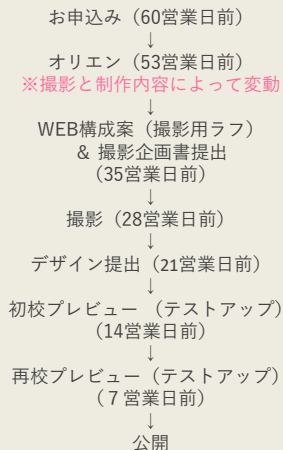 お申込み（60営業日前）
↓
オリエン（53営業日前）
※撮影と制作内容によって変動
↓
WEB構成案（撮影用ラフ）
& 撮影企画書提出
（35営業日前）
↓
撮影（28営業日前）
↓
デザイン提出（21営業日前）
↓
初校プレビュー （テストアップ）
（14営業日前）
↓
再校プレビュー（テストアップ）
（７営業日前）
↓
公開